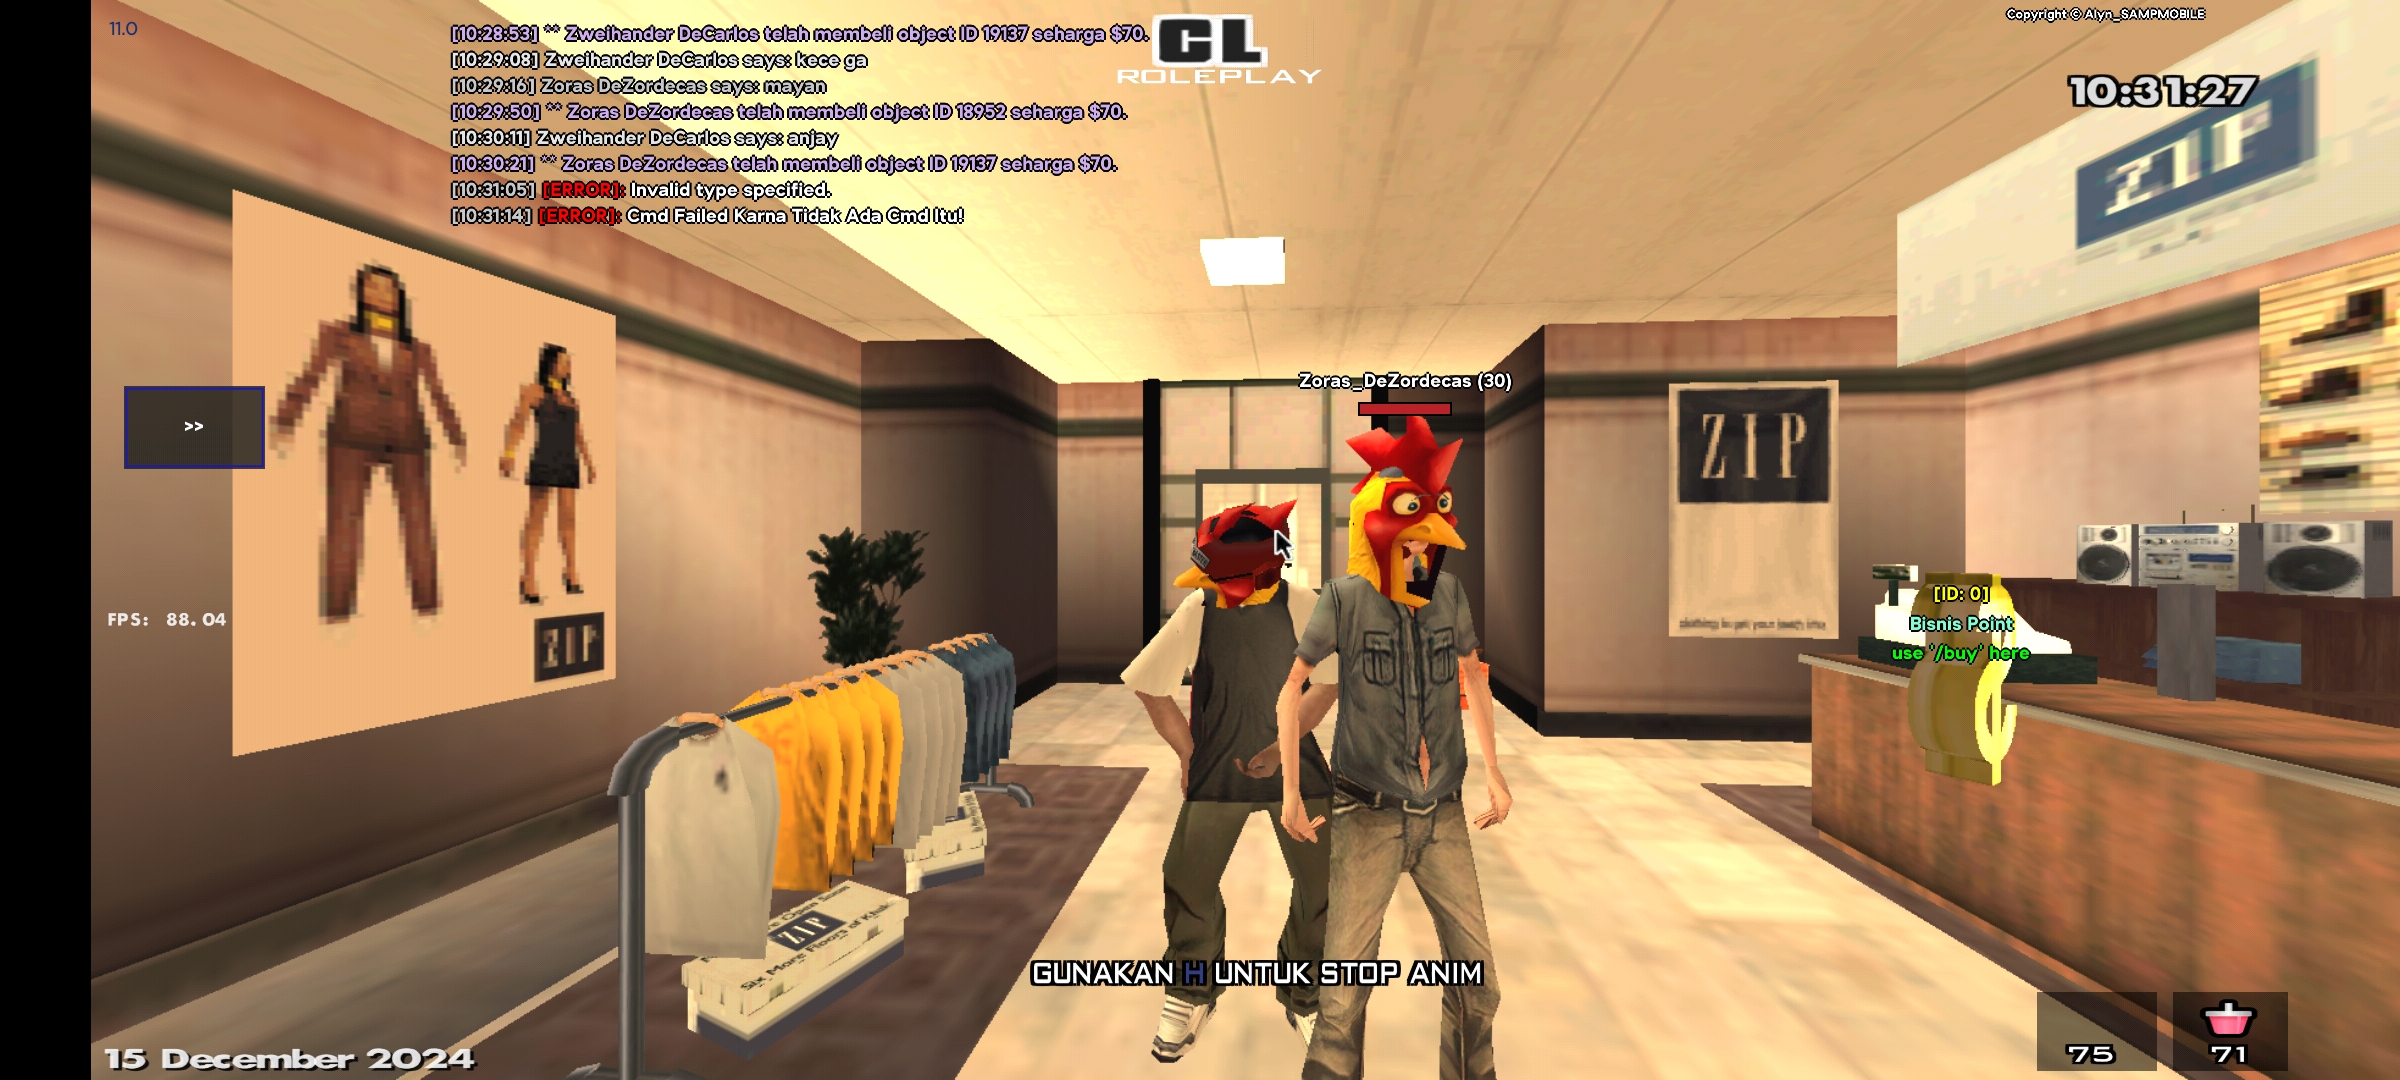 11.0
[10:28:53] ** Zweihander DeCarlos telah membeli object ID 19137 seharga $70.
[10:29:08] Zweihander DeCarlos says: kece ga
[10:29:16] Zoras DeZordecas says: mayan
[10:29:50] ** Zoras DeZordecas telah membeli object ID 18952 seharga $70.
[10:30:11] Zweihander DeCarlos says: anjay
[10:30:21] ** Zoras DeZordecas telah membeli object ID 19137 seharga $70.
[10:31:05] [ERROR]: Invalid type specified.
[10:31:14] [ERROR]: Cmd Failed Karna Tidak Ada Cmd Itu!
CL
ROLEPLAY
Copyright © Alyn_SAMPMOBILE
10:31:27
ZIP
>>
Zoras_DeZordecas (30)
ZIP
FPS: 88.04
ZIP
[ID: 0]
Bisnis Point
use '/buy' here
ZIP
GUNAKAN H UNTUK STOP ANIM
15 December 2024
75
71